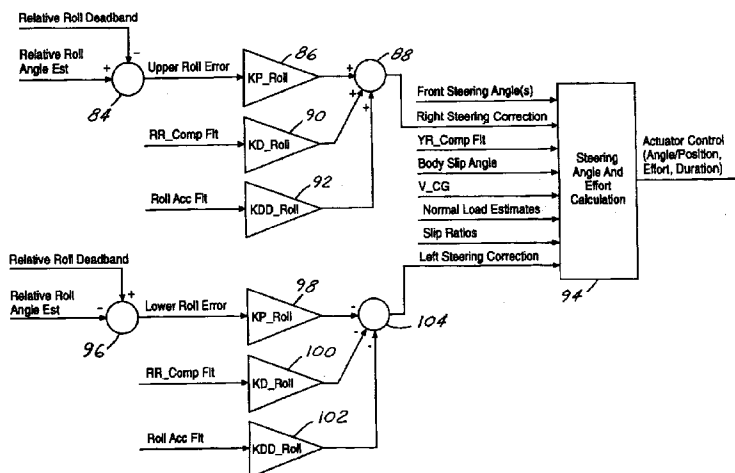 Relative Roll Deadband
-
Relative Roll
Angle Est
+
84
Upper Roll Error
KP_Roll
86
+
88
RR_Comp Flt
KD_Roll
90
+
Roll Acc Flt
KDD_Roll
92
+
Front Steering Angle(s)
Right Steering Correction
YR_Comp Flt
Body Slip Angle
V_CG
Normal Load Estimates
Slip Ratios
Left Steering Correction
Steering
Angle And
Effort
Calculation
94
Actuator Control
(Angle/Position,
Effort, Duration)
Relative Roll Deadband
+
Relative Roll
Angle Est
-
96
Lower Roll Error
KP_Roll
98
-
104
RR_Comp Flt
KD_Roll
100
-
Roll Acc Flt
KDD_Roll
102
-